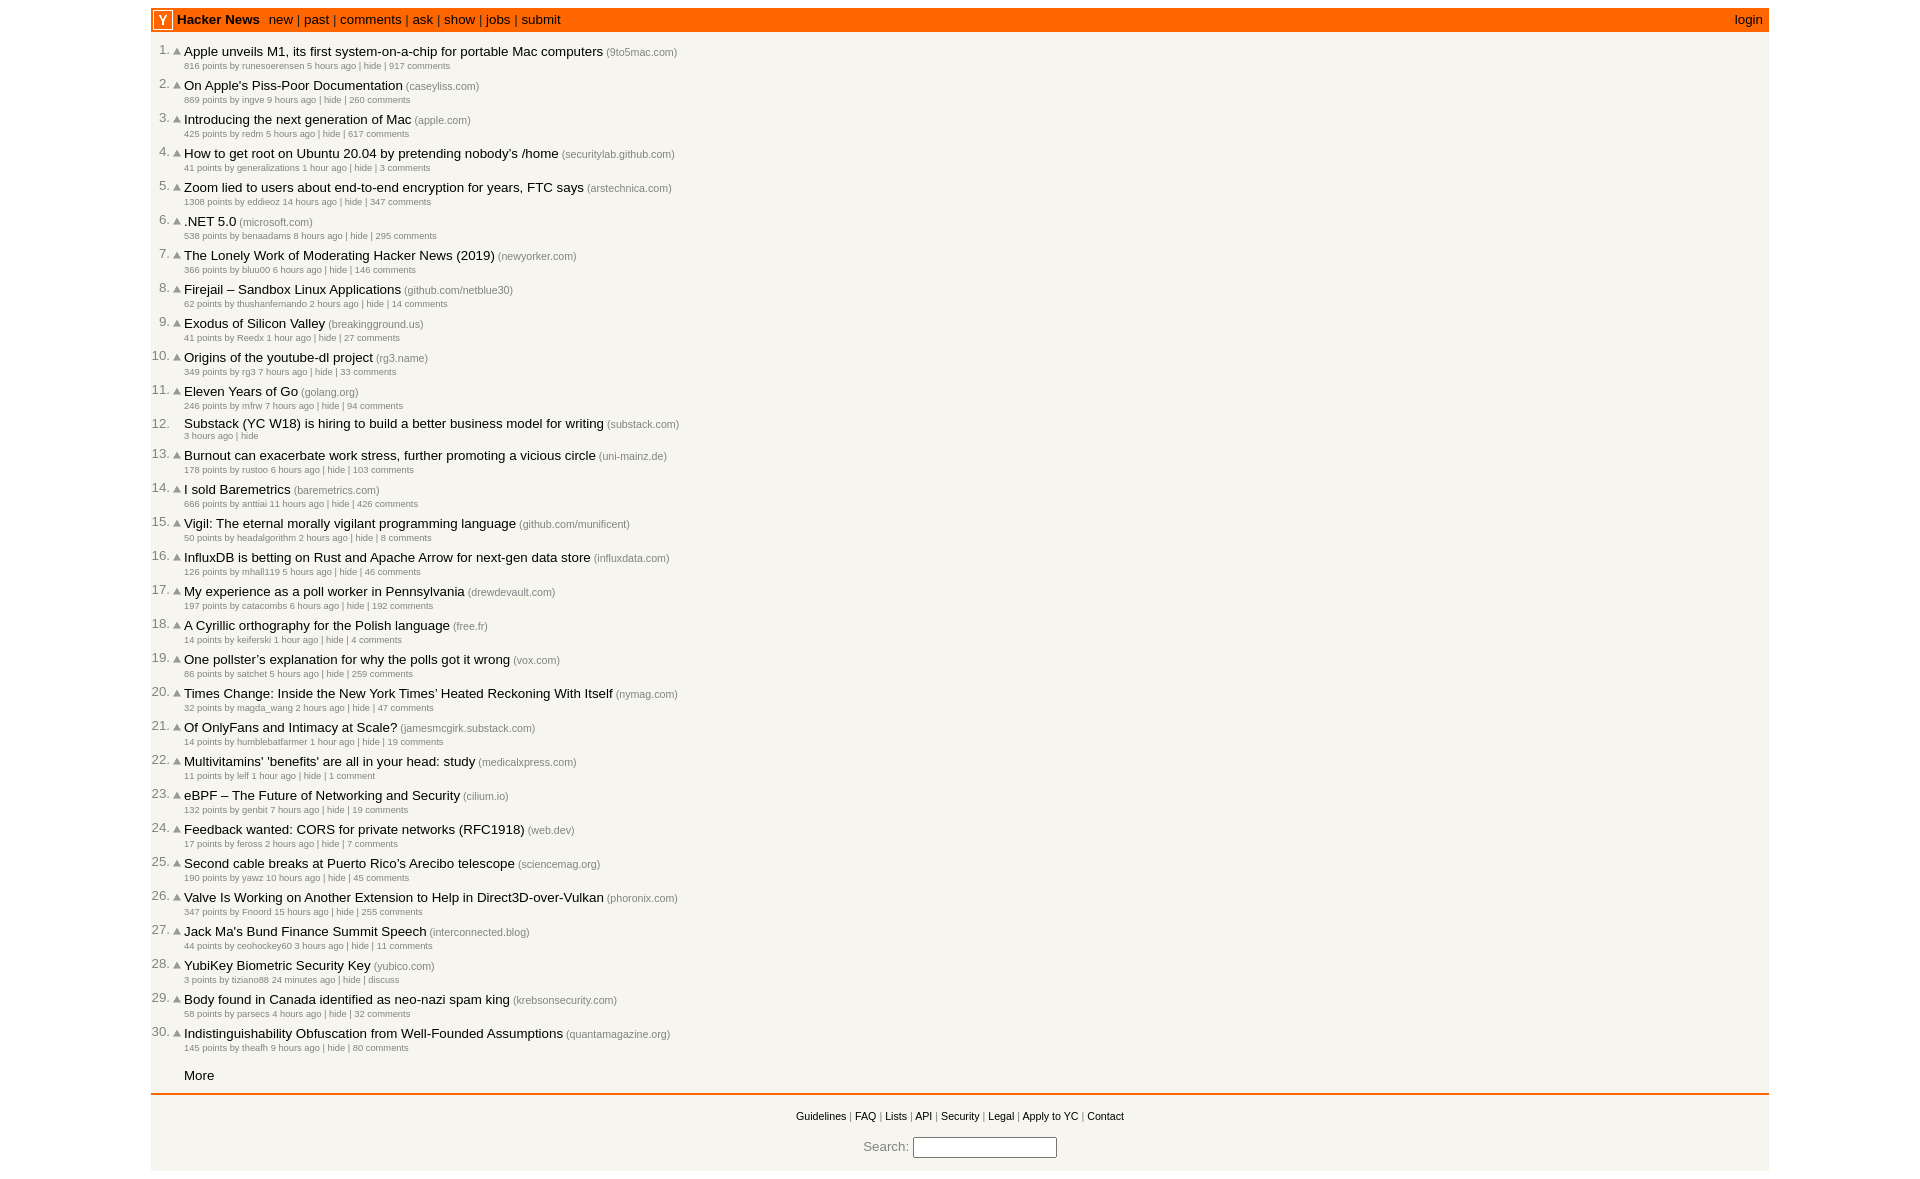 Y Hacker News new | past | comments | ask | show | jobs | submit login
1. Apple unveils M1, its first system-on-a-chip for portable Mac computers (9to5mac.com)
816 points by runesoerensen 5 hours ago | hide | 917 comments
2. On Apple's Piss-Poor Documentation (caseyliss.com)
869 points by ingve 9 hours ago | hide | 260 comments
3. Introducing the next generation of Mac (apple.com)
425 points by redm 5 hours ago | hide | 617 comments
4. How to get root on Ubuntu 20.04 by pretending nobody’s /home (securitylab.github.com)
41 points by generalizations 1 hour ago | hide | 3 comments
5. Zoom lied to users about end-to-end encryption for years, FTC says (arstechnica.com)
1308 points by eddieoz 14 hours ago | hide | 347 comments
6. .NET 5.0 (microsoft.com)
538 points by benaadams 8 hours ago | hide | 295 comments
7. The Lonely Work of Moderating Hacker News (2019) (newyorker.com)
366 points by bluu00 6 hours ago | hide | 146 comments
8. Firejail – Sandbox Linux Applications (github.com/netblue30)
62 points by thushanfernando 2 hours ago | hide | 14 comments
9. Exodus of Silicon Valley (breakingground.us)
41 points by Reedx 1 hour ago | hide | 27 comments
10. Origins of the youtube-dl project (rg3.name)
349 points by rg3 7 hours ago | hide | 33 comments
11. Eleven Years of Go (golang.org)
246 points by mfrw 7 hours ago | hide | 94 comments
12. Substack (YC W18) is hiring to build a better business model for writing (substack.com)
3 hours ago | hide
13. Burnout can exacerbate work stress, further promoting a vicious circle (uni-mainz.de)
178 points by rustoo 6 hours ago | hide | 103 comments
14. I sold Baremetrics (baremetrics.com)
666 points by anttiai 11 hours ago | hide | 426 comments
15. Vigil: The eternal morally vigilant programming language (github.com/munificent)
50 points by headalgorithm 2 hours ago | hide | 8 comments
16. InfluxDB is betting on Rust and Apache Arrow for next-gen data store (influxdata.com)
126 points by mhall119 5 hours ago | hide | 46 comments
17. My experience as a poll worker in Pennsylvania (drewdevault.com)
197 points by catacombs 6 hours ago | hide | 192 comments
18. A Cyrillic orthography for the Polish language (free.fr)
14 points by keiferski 1 hour ago | hide | 4 comments
19. One pollster’s explanation for why the polls got it wrong (vox.com)
86 points by satchet 5 hours ago | hide | 259 comments
20. Times Change: Inside the New York Times’ Heated Reckoning With Itself (nymag.com)
32 points by magda_wang 2 hours ago | hide | 47 comments
21. Of OnlyFans and Intimacy at Scale? (jamesmcgirk.substack.com)
14 points by humblebatfarmer 1 hour ago | hide | 19 comments
22. Multivitamins' 'benefits' are all in your head: study (medicalxpress.com)
11 points by lelf 1 hour ago | hide | 1 comment
23. eBPF – The Future of Networking and Security (cilium.io)
132 points by genbit 7 hours ago | hide | 19 comments
24. Feedback wanted: CORS for private networks (RFC1918) (web.dev)
17 points by feross 2 hours ago | hide | 7 comments
25. Second cable breaks at Puerto Rico’s Arecibo telescope (sciencemag.org)
190 points by yawz 10 hours ago | hide | 45 comments
26. Valve Is Working on Another Extension to Help in Direct3D-over-Vulkan (phoronix.com)
347 points by Fnoord 15 hours ago | hide | 255 comments
27. Jack Ma's Bund Finance Summit Speech (interconnected.blog)
44 points by ceohockey60 3 hours ago | hide | 11 comments
28. YubiKey Biometric Security Key (yubico.com)
3 points by tiziano88 24 minutes ago | hide | discuss
29. Body found in Canada identified as neo-nazi spam king (krebsonsecurity.com)
58 points by parsecs 4 hours ago | hide | 32 comments
30. Indistinguishability Obfuscation from Well-Founded Assumptions (quantamagazine.org)
145 points by theafh 9 hours ago | hide | 80 comments
More
Guidelines | FAQ | Lists | API | Security | Legal | Apply to YC | Contact
Search: